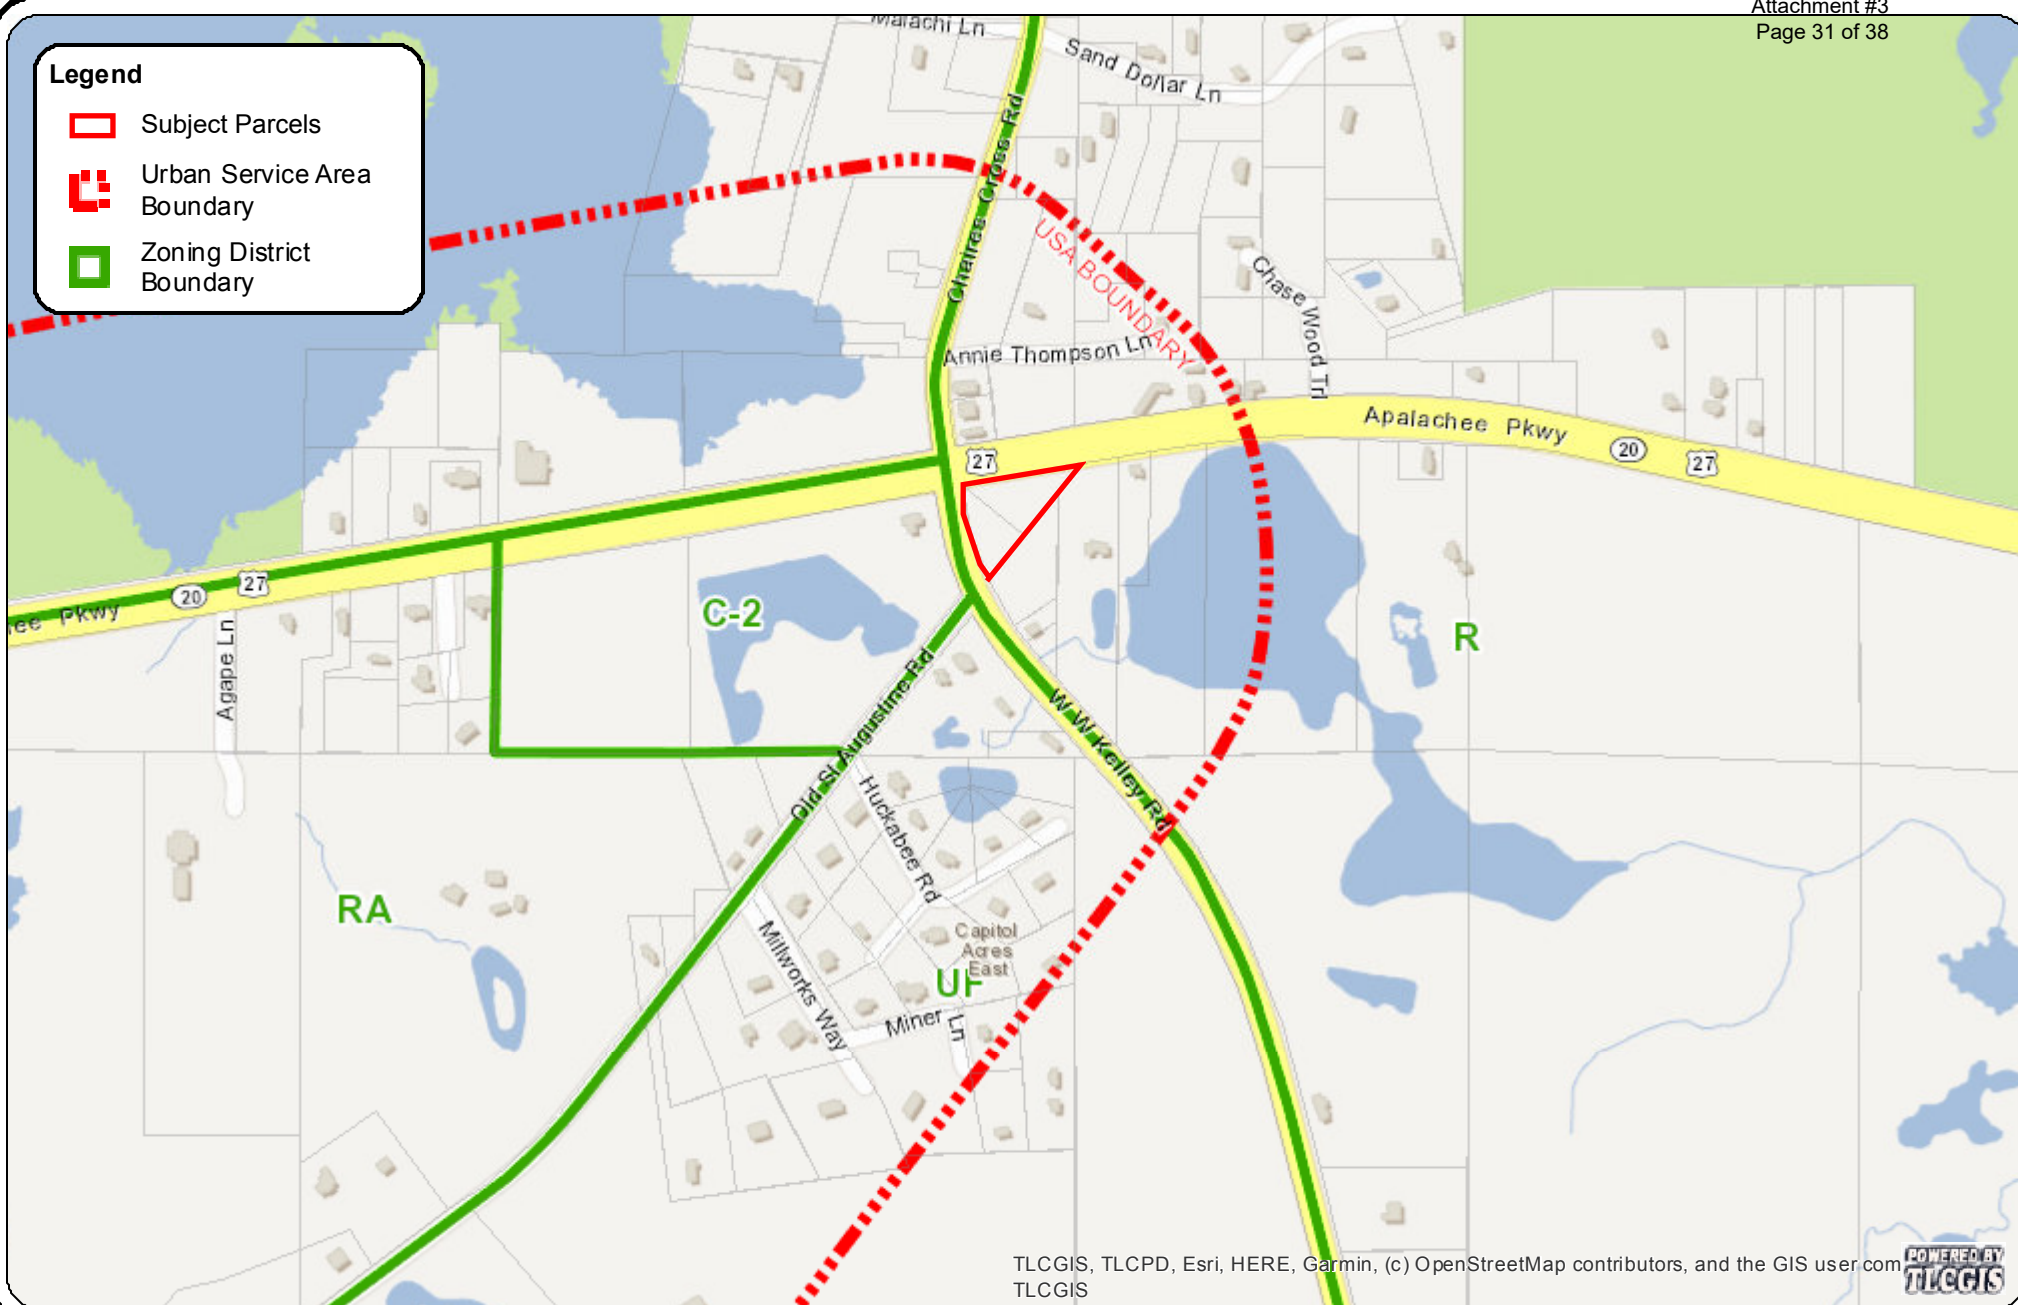 Attachment #3
Page 31 of 38
Legend
Subject Parcels
Urban Service Area
Boundary
Zoning District
Boundary
Malachi Ln
Sand Dollar Ln
Chaires Cross Rd
USA BOUNDARY
Chase Wood Trl
Annie Thompson Ln
Apalachee Pkwy
20
27
27
20
27
ee Pkwy
Agape Ln
C-2
R
Old St Augustine Rd
W W Kelley Rd
Huckabee Rd
RA
Millworks Way
Capitol
Acres
East
UF
Miner Ln
TLCGIS, TLCPD, Esri, HERE, Garmin, (c) OpenStreetMap contributors, and the GIS user com
TLCGIS
POWERED BY
TLCGIS